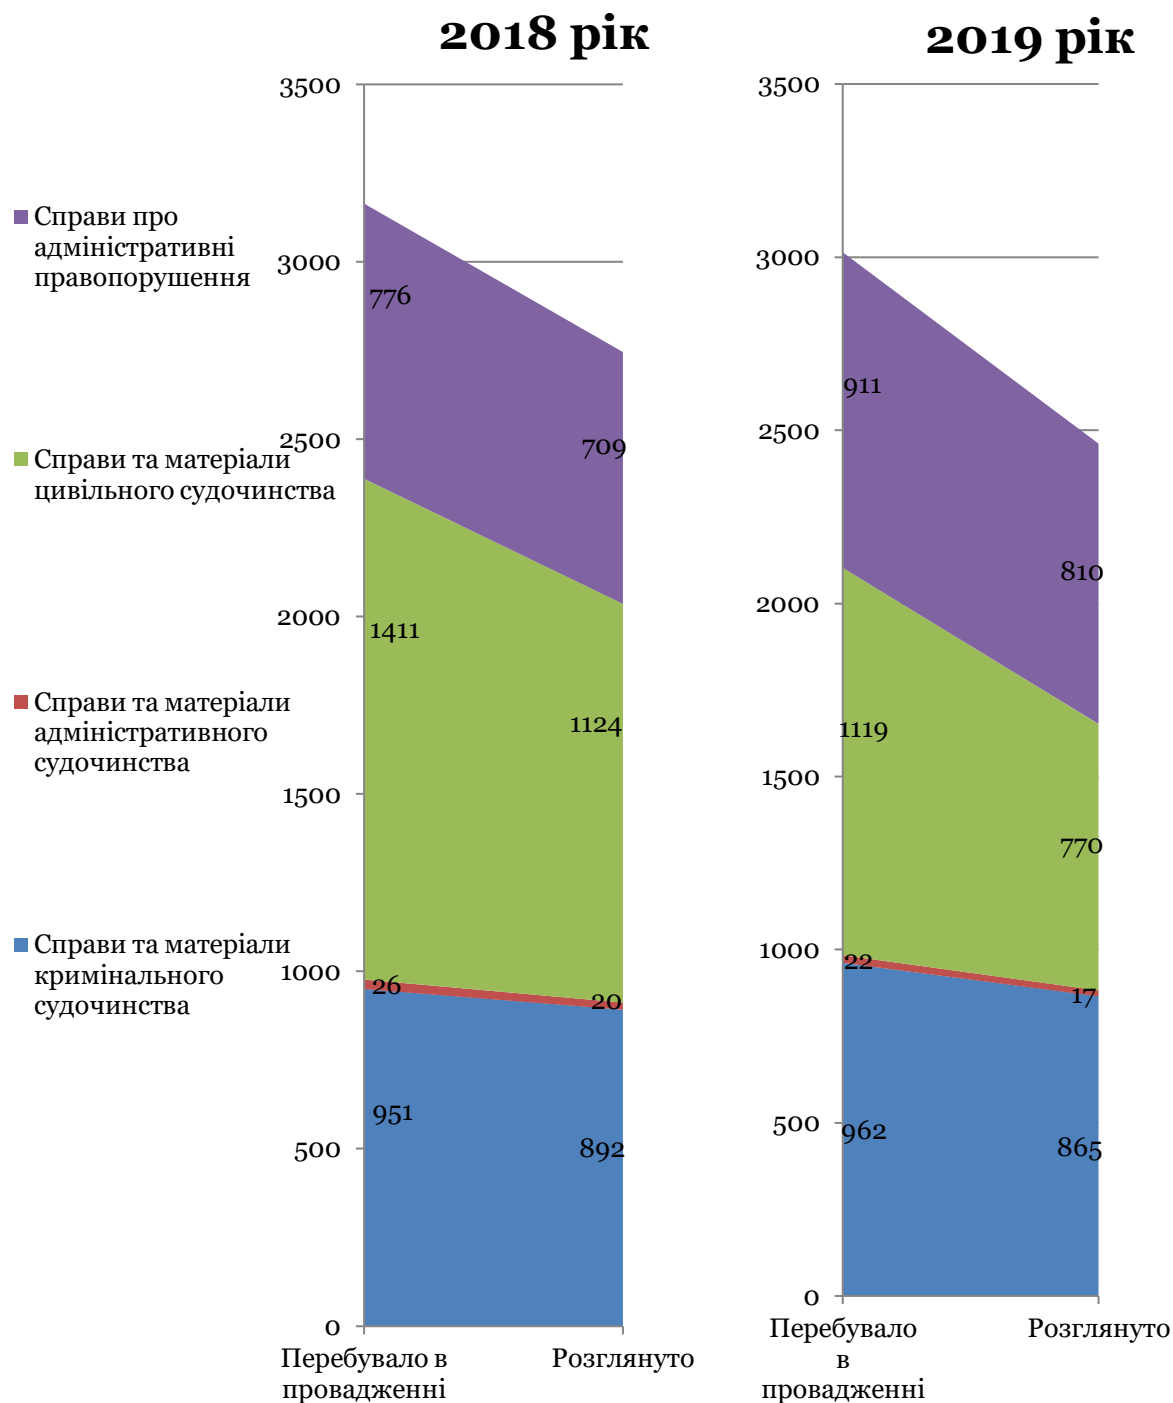 2018 рік
2019 рік
Справи про
адміністративні
правопорушення
Справи та матеріали
цивільного судочинства
Справи та матеріали
адміністративного
судочинства
Справи та матеріали
кримінального
судочинства
3500
3000
2500
2000
1500
1000
500
0
776
709
1411
1124
26
20
951
892
Перебувало в
провадженні
Розглянуто
3500
3000
2500
2000
1500
1000
500
0
911
810
1119
770
22
17
962
865
Перебувало
в
провадженні
Розглянуто